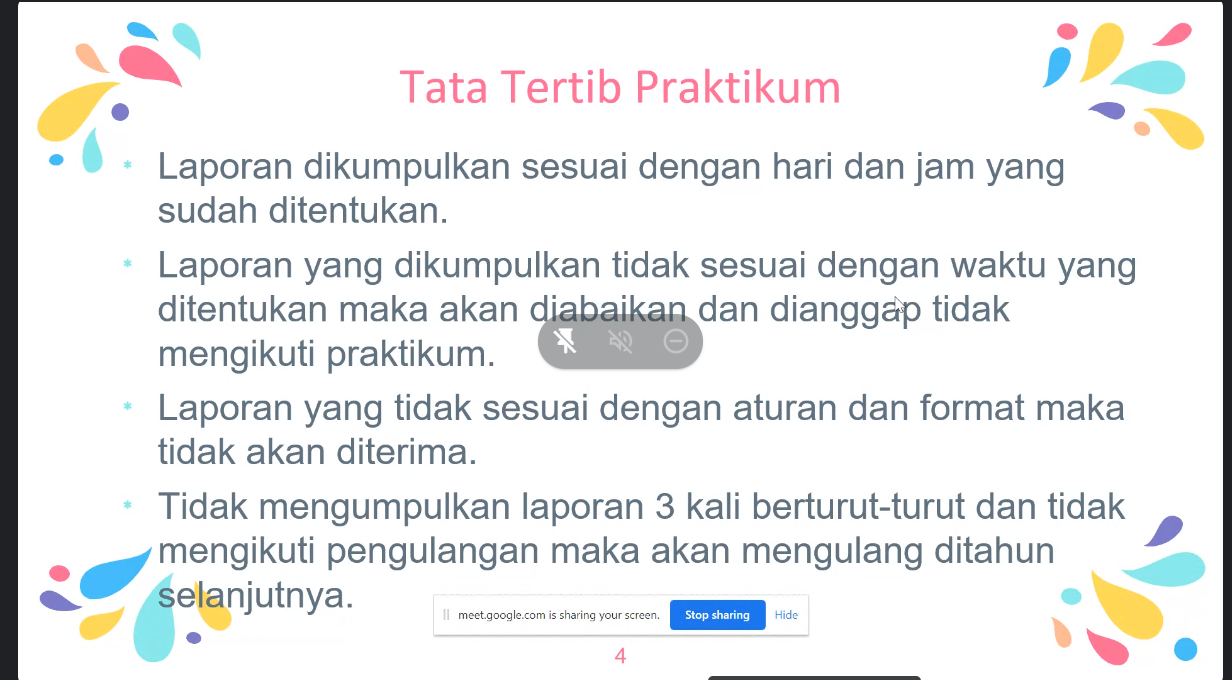 Tata Tertib Praktikum
* Laporan dikumpulkan sesuai dengan hari dan jam yang
sudah ditentukan.
* Laporan yang dikumpulkan tidak sesuai dengan waktu yang
ditentukan maka akan diabaikan dan dianggap tidak
mengikuti praktikum.
* Laporan yang tidak sesuai dengan aturan dan format maka
tidak akan diterima.
* Tidak mengumpulkan laporan 3 kali berturut-turut dan tidak
mengikuti pengulangan maka akan mengulang ditahun
selanjutnya.
meet.google.com is sharing your screen. Stop sharing Hide
4